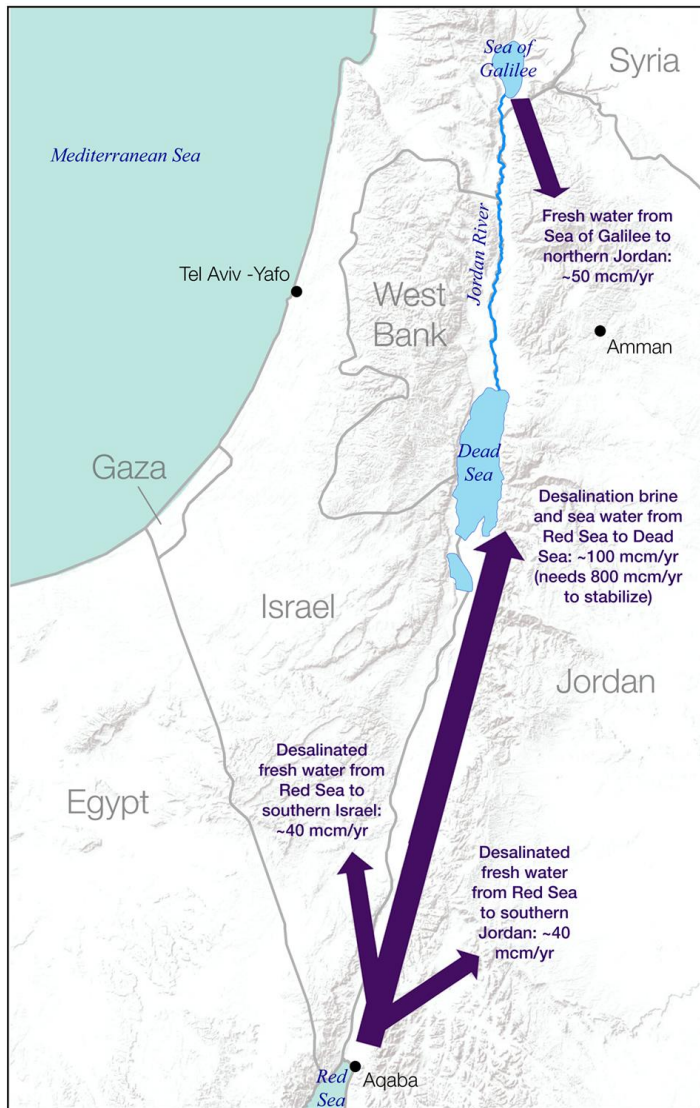 Sea of
Galilee
Syria
Mediterranean Sea
Jordan River
Fresh water from
Sea of Galilee to
northern Jordan:
~50 mcm/yr
Tel Aviv -Yafo
West
Bank
Amman
Dead
Sea
Gaza
Desalination brine
and sea water from
Red Sea to Dead
Sea: ~100 mcm/yr
(needs 800 mcm/yr
to stabilize)
Israel
Jordan
Desalinated
fresh water from
Red Sea to
southern Israel:
~40 mcm/yr
Egypt
Desalinated
fresh water
from Red Sea
to southern
Jordan: ~40
mcm/yr
Red
Sea
Aqaba